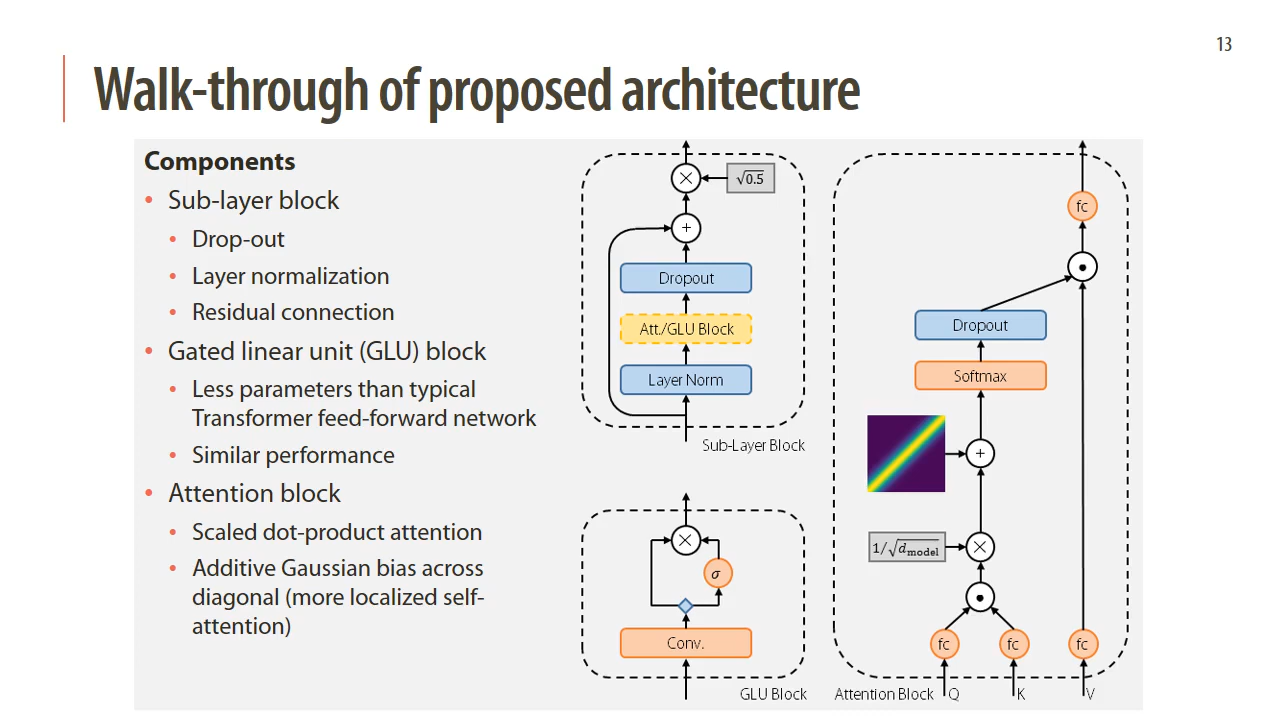 13
Walk-through of proposed architecture
Components
• Sub-layer block
• Drop-out
• Layer normalization
• Residual connection
• Gated linear unit (GLU) block
• Less parameters than typical
Transformer feed-forward network
• Similar performance
• Attention block
• Scaled dot-product attention
• Additive Gaussian bias across
diagonal (more localized self-
attention)
×
√0.5
+
Dropout
Att./GLU Block
Layer Norm
Sub-Layer Block
×
σ
Conv.
GLU Block
fc
Dropout
Softmax
+
1/√d_model
×
fc
fc
fc
Attention Block
Q
K
V